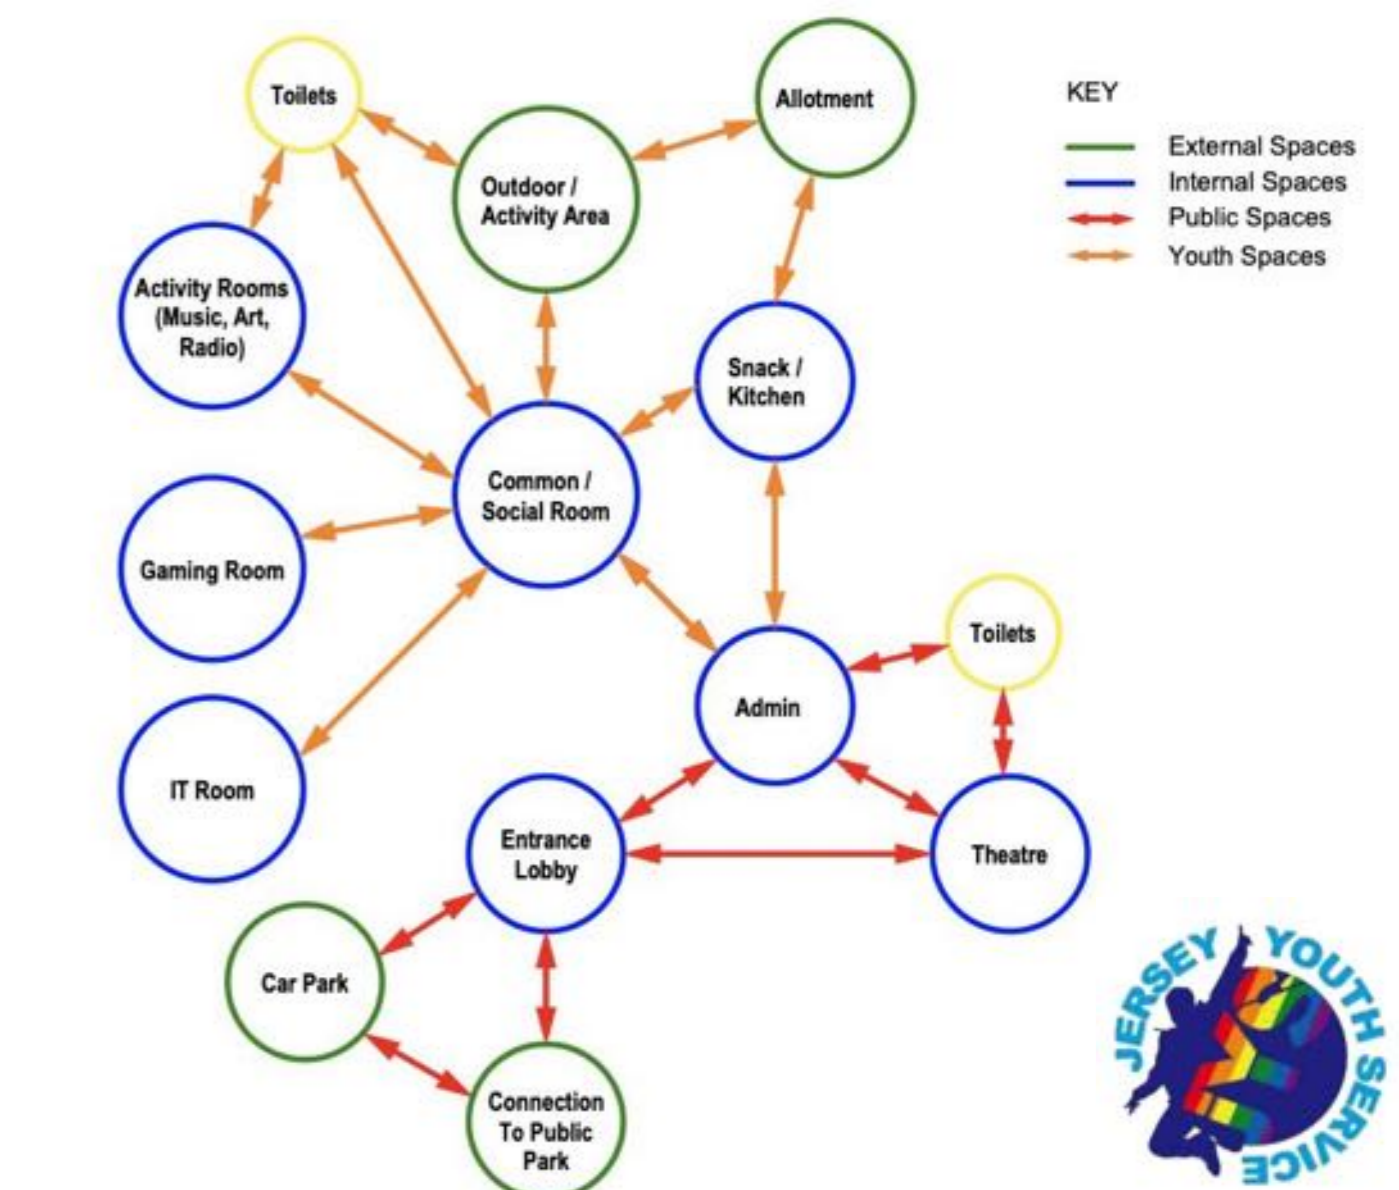 Toilets
Allotment
KEY
External Spaces
Internal Spaces
Public Spaces
Youth Spaces
Outdoor /
Activity Area
Activity Rooms
(Music, Art,
Radio)
Snack /
Kitchen
Common /
Social Room
Gaming Room
Toilets
Admin
IT Room
Entrance
Lobby
Theatre
Car Park
Connection
To Public
Park
JERSEY YOUTH SERVICE